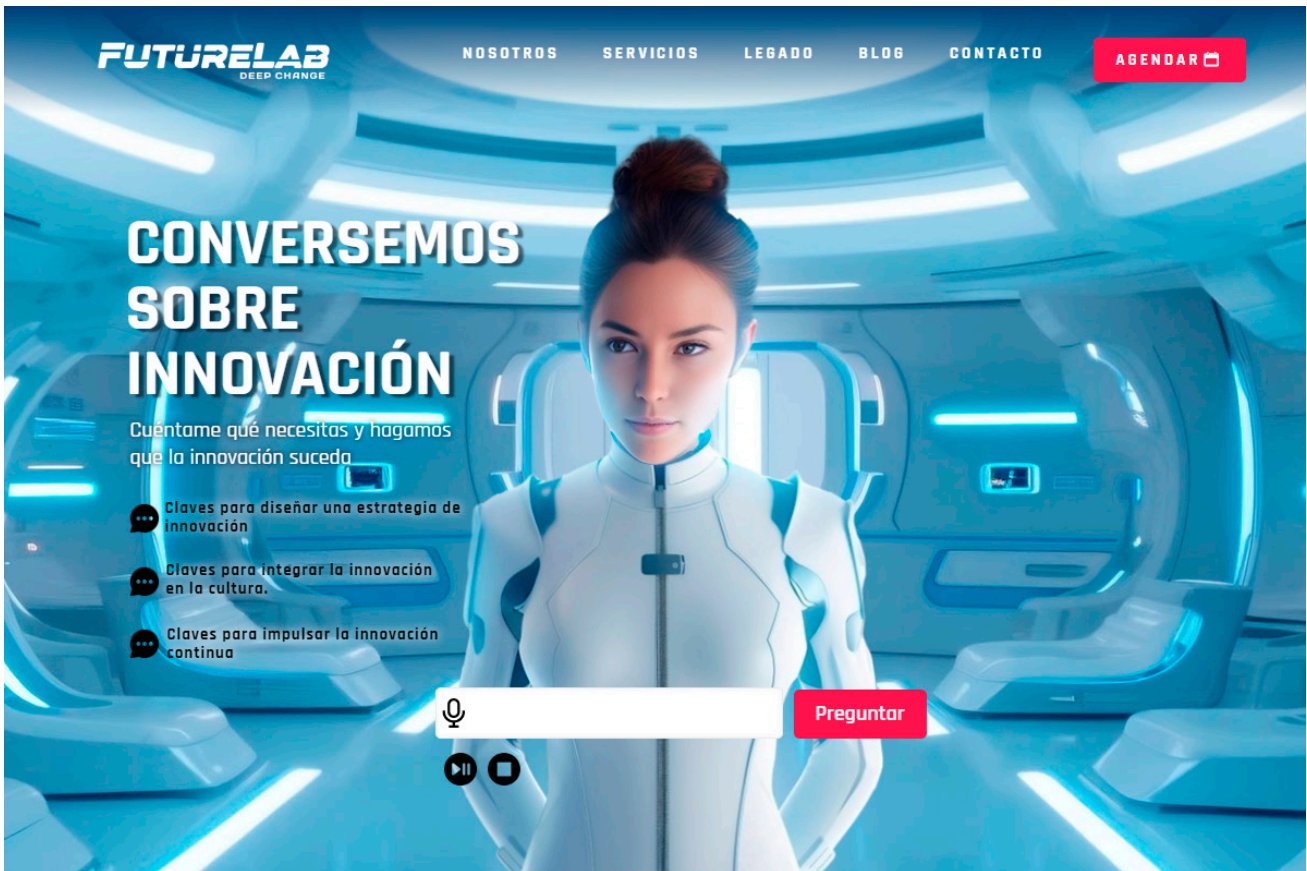 FUTURELAB
DEEP CHANGE
NOSOTROS
SERVICIOS
LEGADO
BLOG
CONTACTO
AGENDAR
CONVERSEMOS
SOBRE
INNOVACIÓN
Cuéntame qué necesitas y hagamos
que la innovación suceda
Claves para diseñar una estrategia de
innovación
Claves para integrar la innovación
en la cultura.
Claves para impulsar la innovación
continua
Preguntar